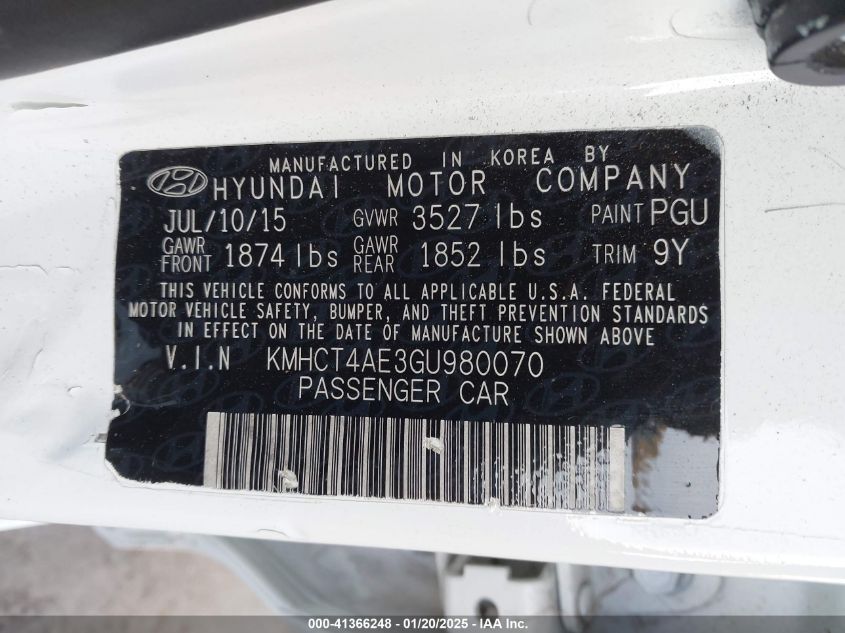 MANUFACTURED IN KOREA BY
HYUNDAI MOTOR COMPANY
JUL/10/15 GVWR 3527 lbs PAINT PGU
GAWR FRONT 1874 lbs GAWR REAR 1852 lbs TRIM 9Y
THIS VEHICLE CONFORMS TO ALL APPLICABLE U.S.A. FEDERAL
MOTOR VEHICLE SAFETY, BUMPER, AND THEFT PREVENTION STANDARDS
IN EFFECT ON THE DATE OF MANUFACTURE SHOWN ABOVE
V.I.N KMHCT4AE3GU980070
PASSENGER CAR
000-41366248 - 01/20/2025 - IAA, Inc.